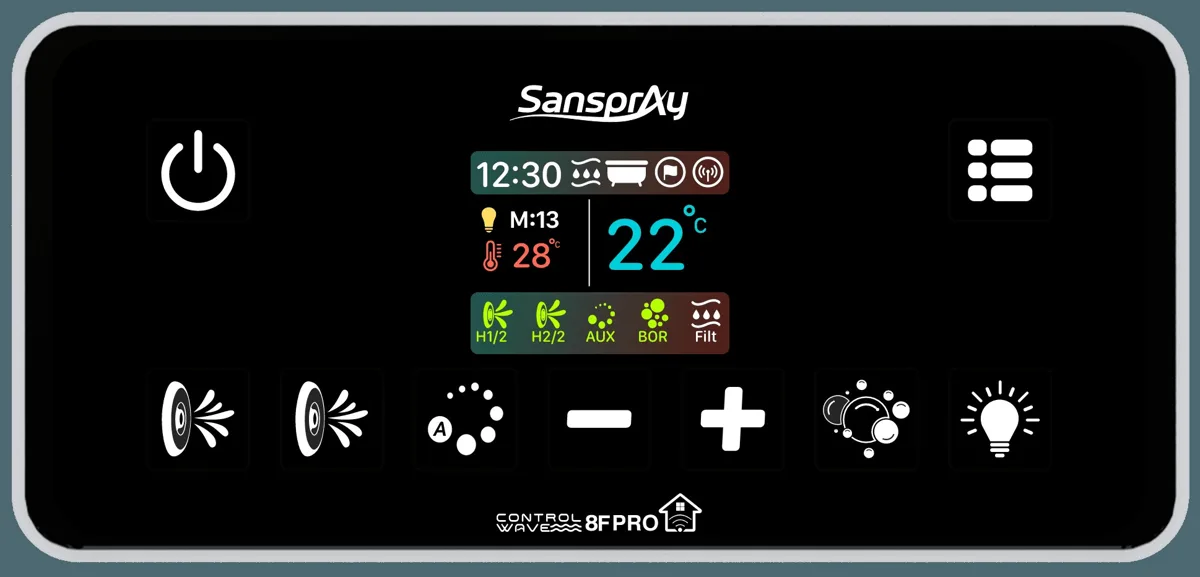 SansprAy
12:30
M:13
28°C
22°C
H1/2 H2/2 AUX BOR Filt
A
CONTROL WAVE 8FPRO